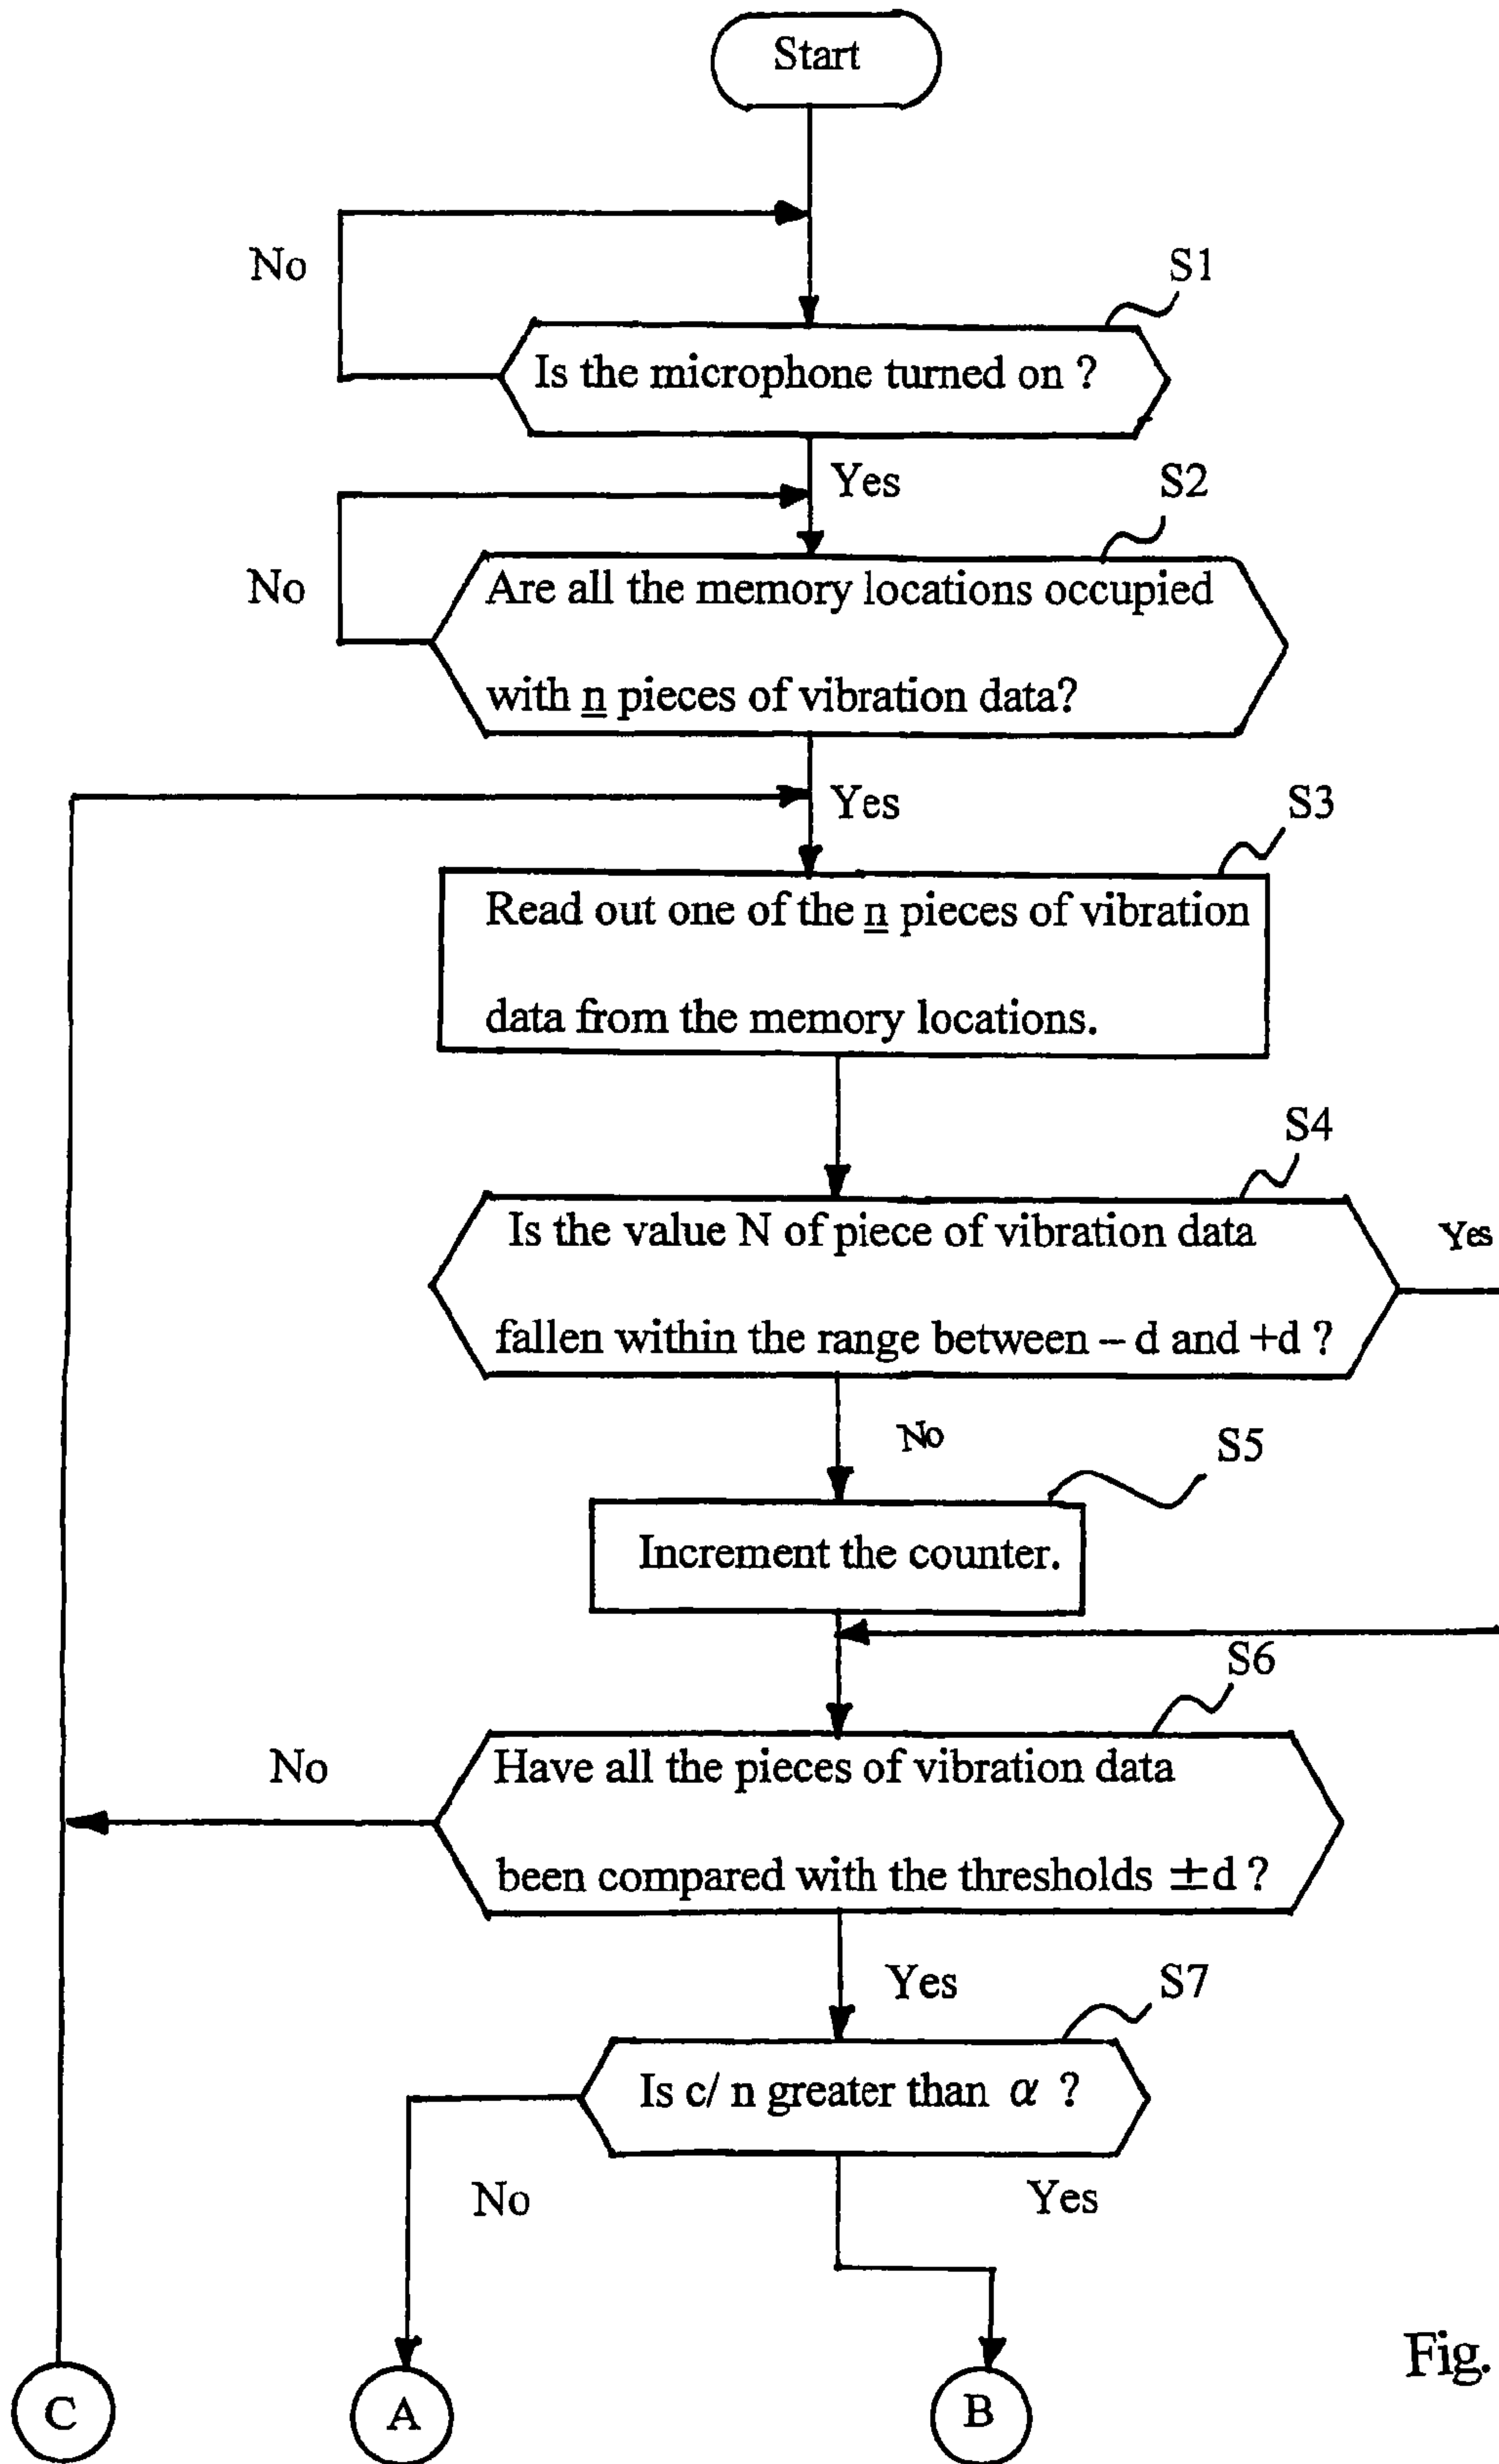 Start
No
S1
Is the microphone turned on ?
Yes
S2
No
Are all the memory locations occupied
with n pieces of vibration data?
Yes
S3
Read out one of the n pieces of vibration
data from the memory locations.
S4
Is the value N of piece of vibration data
Yes
fallen within the range between – d and +d ?
No
S5
Increment the counter.
S6
No
Have all the pieces of vibration data
been compared with the thresholds ±d ?
Yes
S7
Is c/ n greater than α ?
No
Yes
Fig.
C
A
B